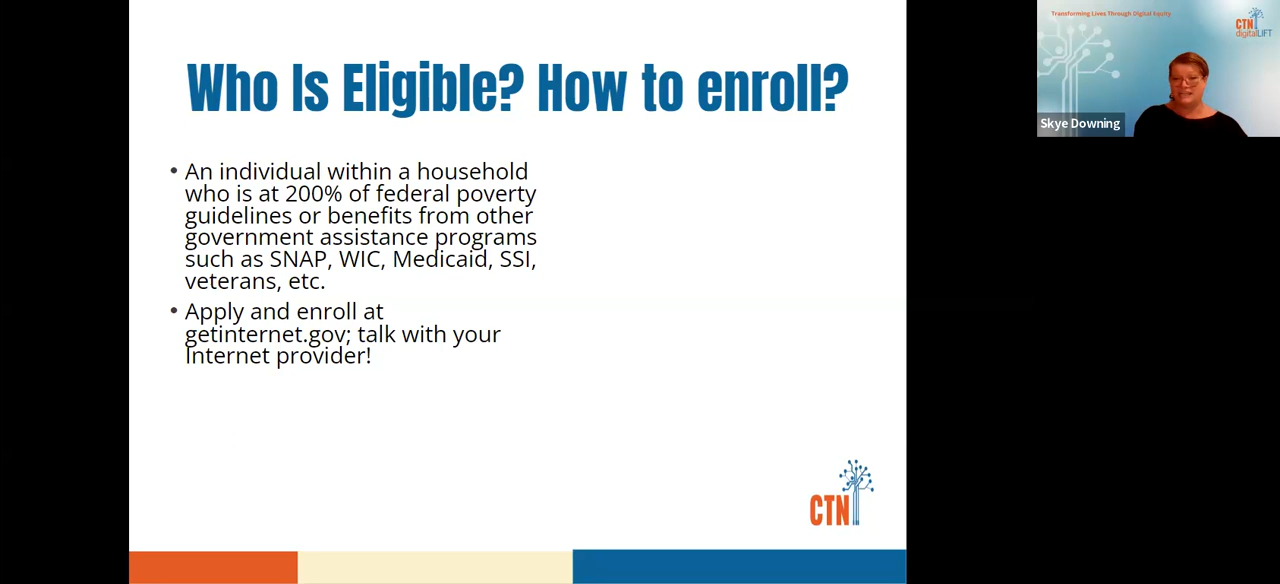 Who Is Eligible? How to enroll?
• An individual within a household
who is at 200% of federal poverty
guidelines or benefits from other
government assistance programs
such as SNAP, WIC, Medicaid, SSI,
veterans, etc.
• Apply and enroll at
getinternet.gov; talk with your
Internet provider!
CTN
Transforming Lives Through Digital Equity
CTN
digitalLIFT
Skye Downing